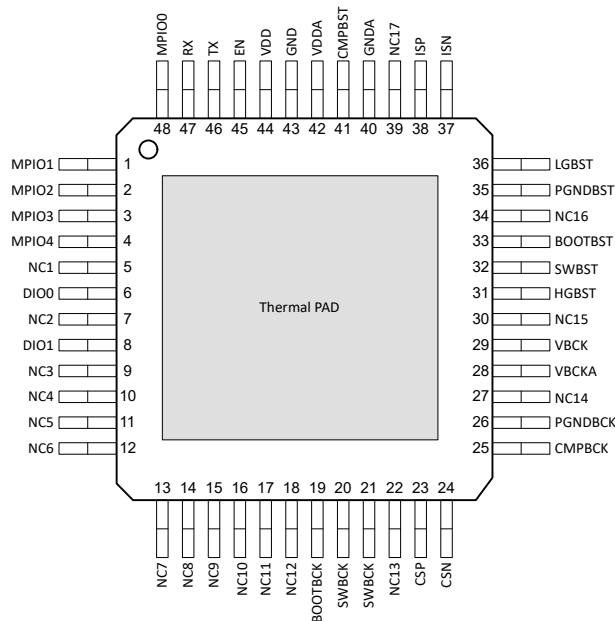 MPIO0
RX
TX
EN
VDD
GND
VDDA
CMPBST
GNDA
NC17
ISP
ISN
48 47 46 45 44 43 42 41 40 39 38 37
MPIO1 1
MPIO2 2
MPIO3 3
MPIO4 4
NC1 5
DIO0 6
NC2 7
DIO1 8
NC3 9
NC4 10
NC5 11
NC6 12
Thermal PAD
36 LGBST
35 PGNDBST
34 NC16
33 BOOTBST
32 SWBST
31 HGBST
30 NC15
29 VBCK
28 VBCKA
27 NC14
26 PGNDBCK
25 CMPBCK
13 14 15 16 17 18 19 20 21 22 23 24
NC7
NC8
NC9
NC10
NC11
NC12
BOOTBCK
SWBCK
SWBCK
NC13
CSP
CSN